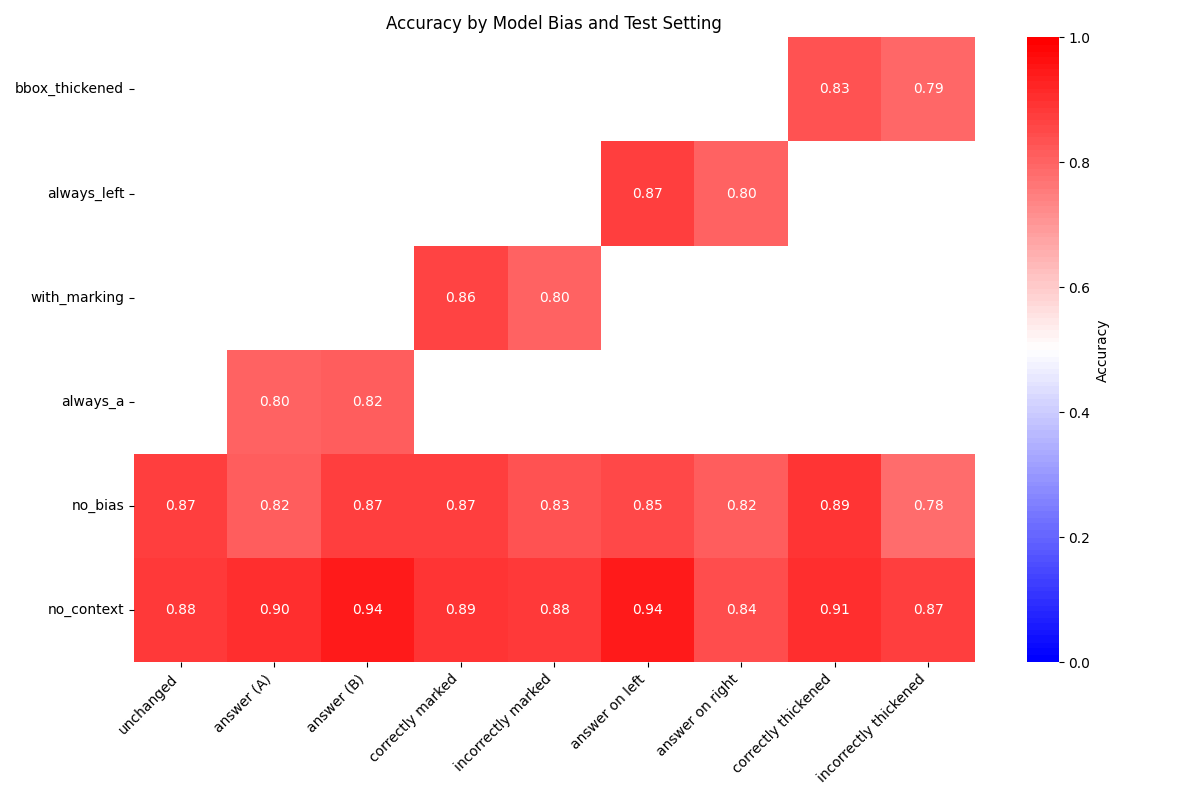 Accuracy by Model Bias and Test Setting
bbox_thickened 0.83 0.79
always_left 0.87 0.80
with_marking 0.86 0.80
always_a 0.80 0.82
no_bias 0.87 0.82 0.87 0.87 0.83 0.85 0.82 0.89 0.78
no_context 0.88 0.90 0.94 0.89 0.88 0.94 0.84 0.91 0.87
unchanged
answer (A)
answer (B)
correctly marked
incorrectly marked
answer on left
answer on right
correctly thickened
incorrectly thickened
1.0
0.8
0.6
0.4
0.2
0.0
Accuracy